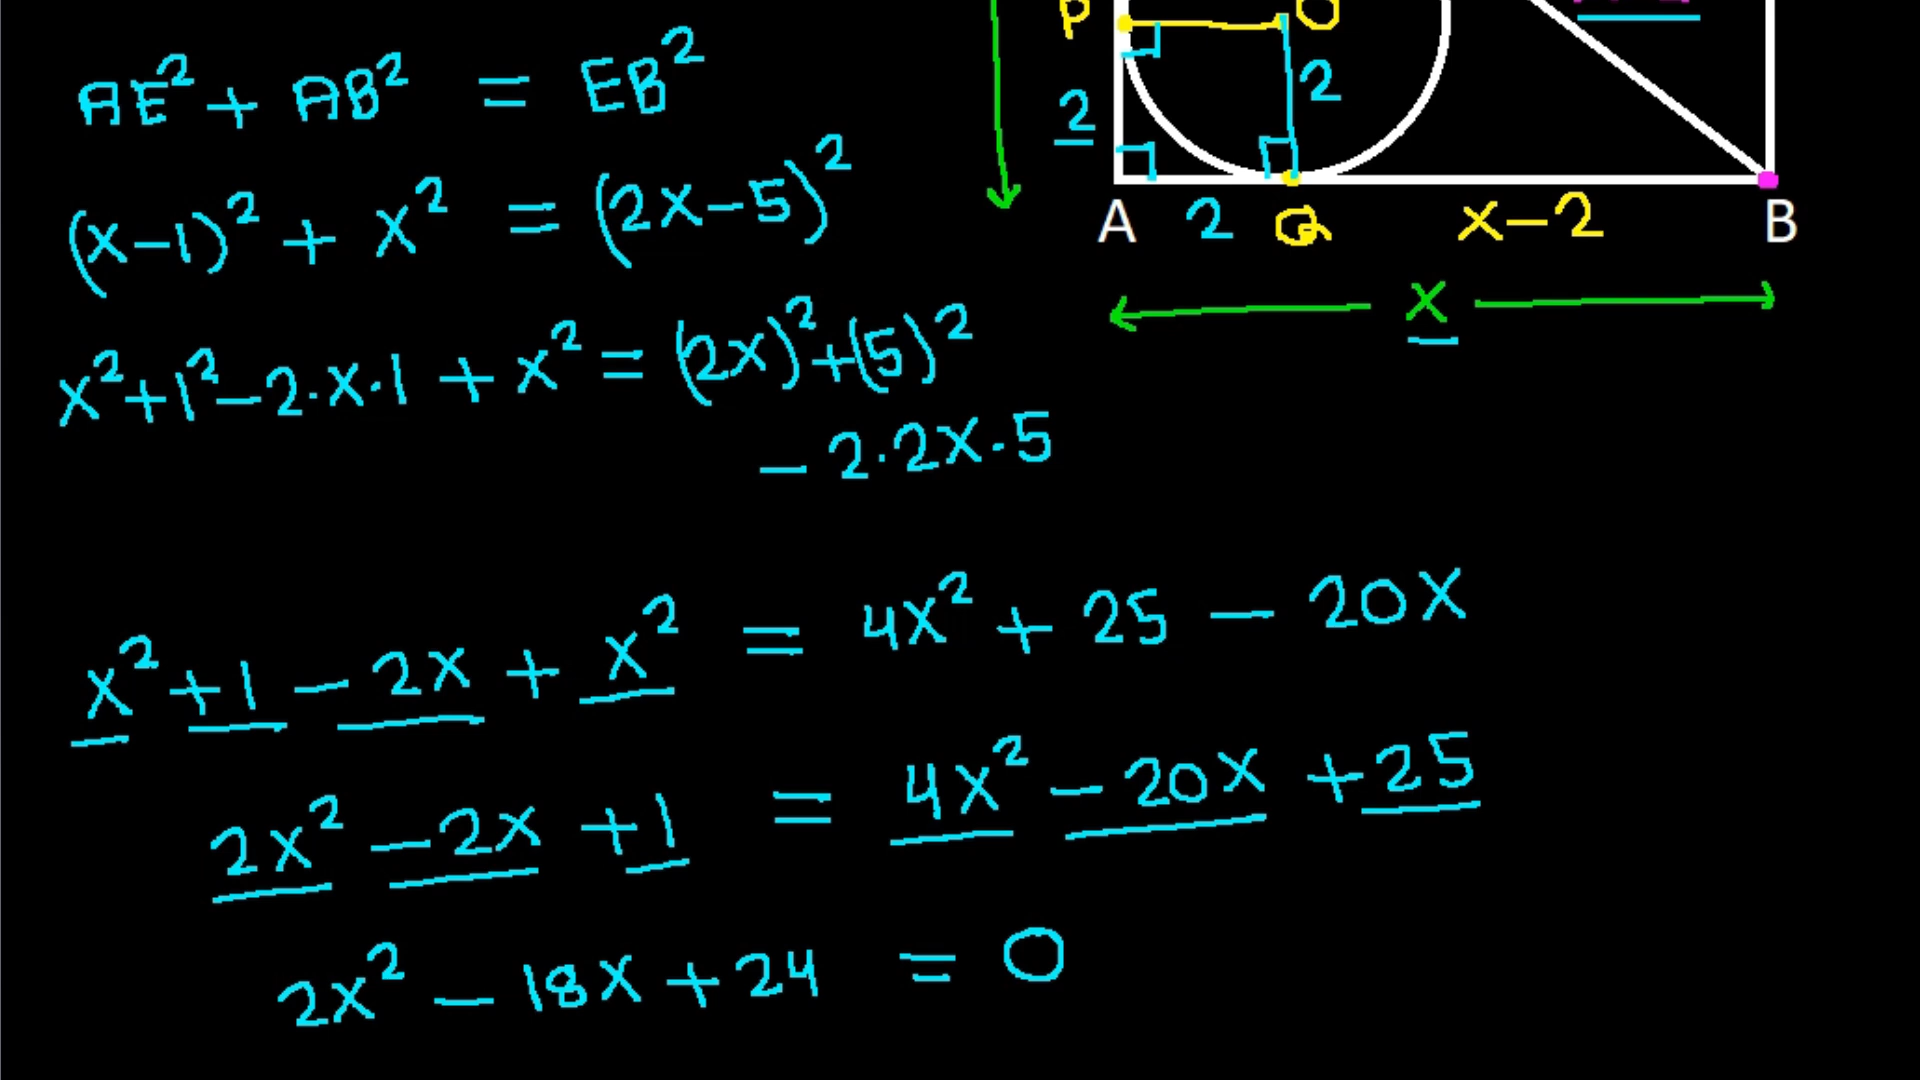 P O
AE² + AB² = EB²
2 2
(x-1)² + x² = (2x-5)²
A 2 Q x-2 B
x
x²+1²-2·x·1 + x² = (2x)²+(5)²
-2·2x·5
x² +1 - 2x + x² = 4x² + 25 - 20x
2x² - 2x +1 = 4x² - 20x +25
2x² - 18x + 24 = 0